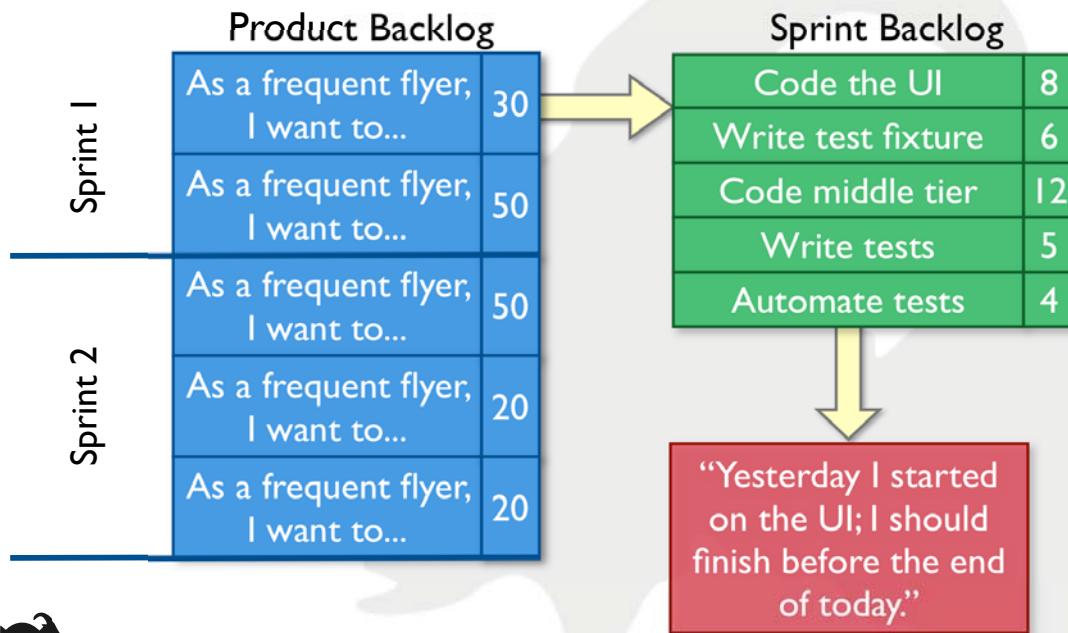 Product Backlog
Sprint 1
As a frequent flyer,
I want to...
30
As a frequent flyer,
I want to...
50
Sprint 2
As a frequent flyer,
I want to...
50
As a frequent flyer,
I want to...
20
As a frequent flyer,
I want to...
20
Sprint Backlog
Code the UI 8
Write test fixture 6
Code middle tier 12
Write tests 5
Automate tests 4
“Yesterday I started
on the UI; I should
finish before the end
of today.”